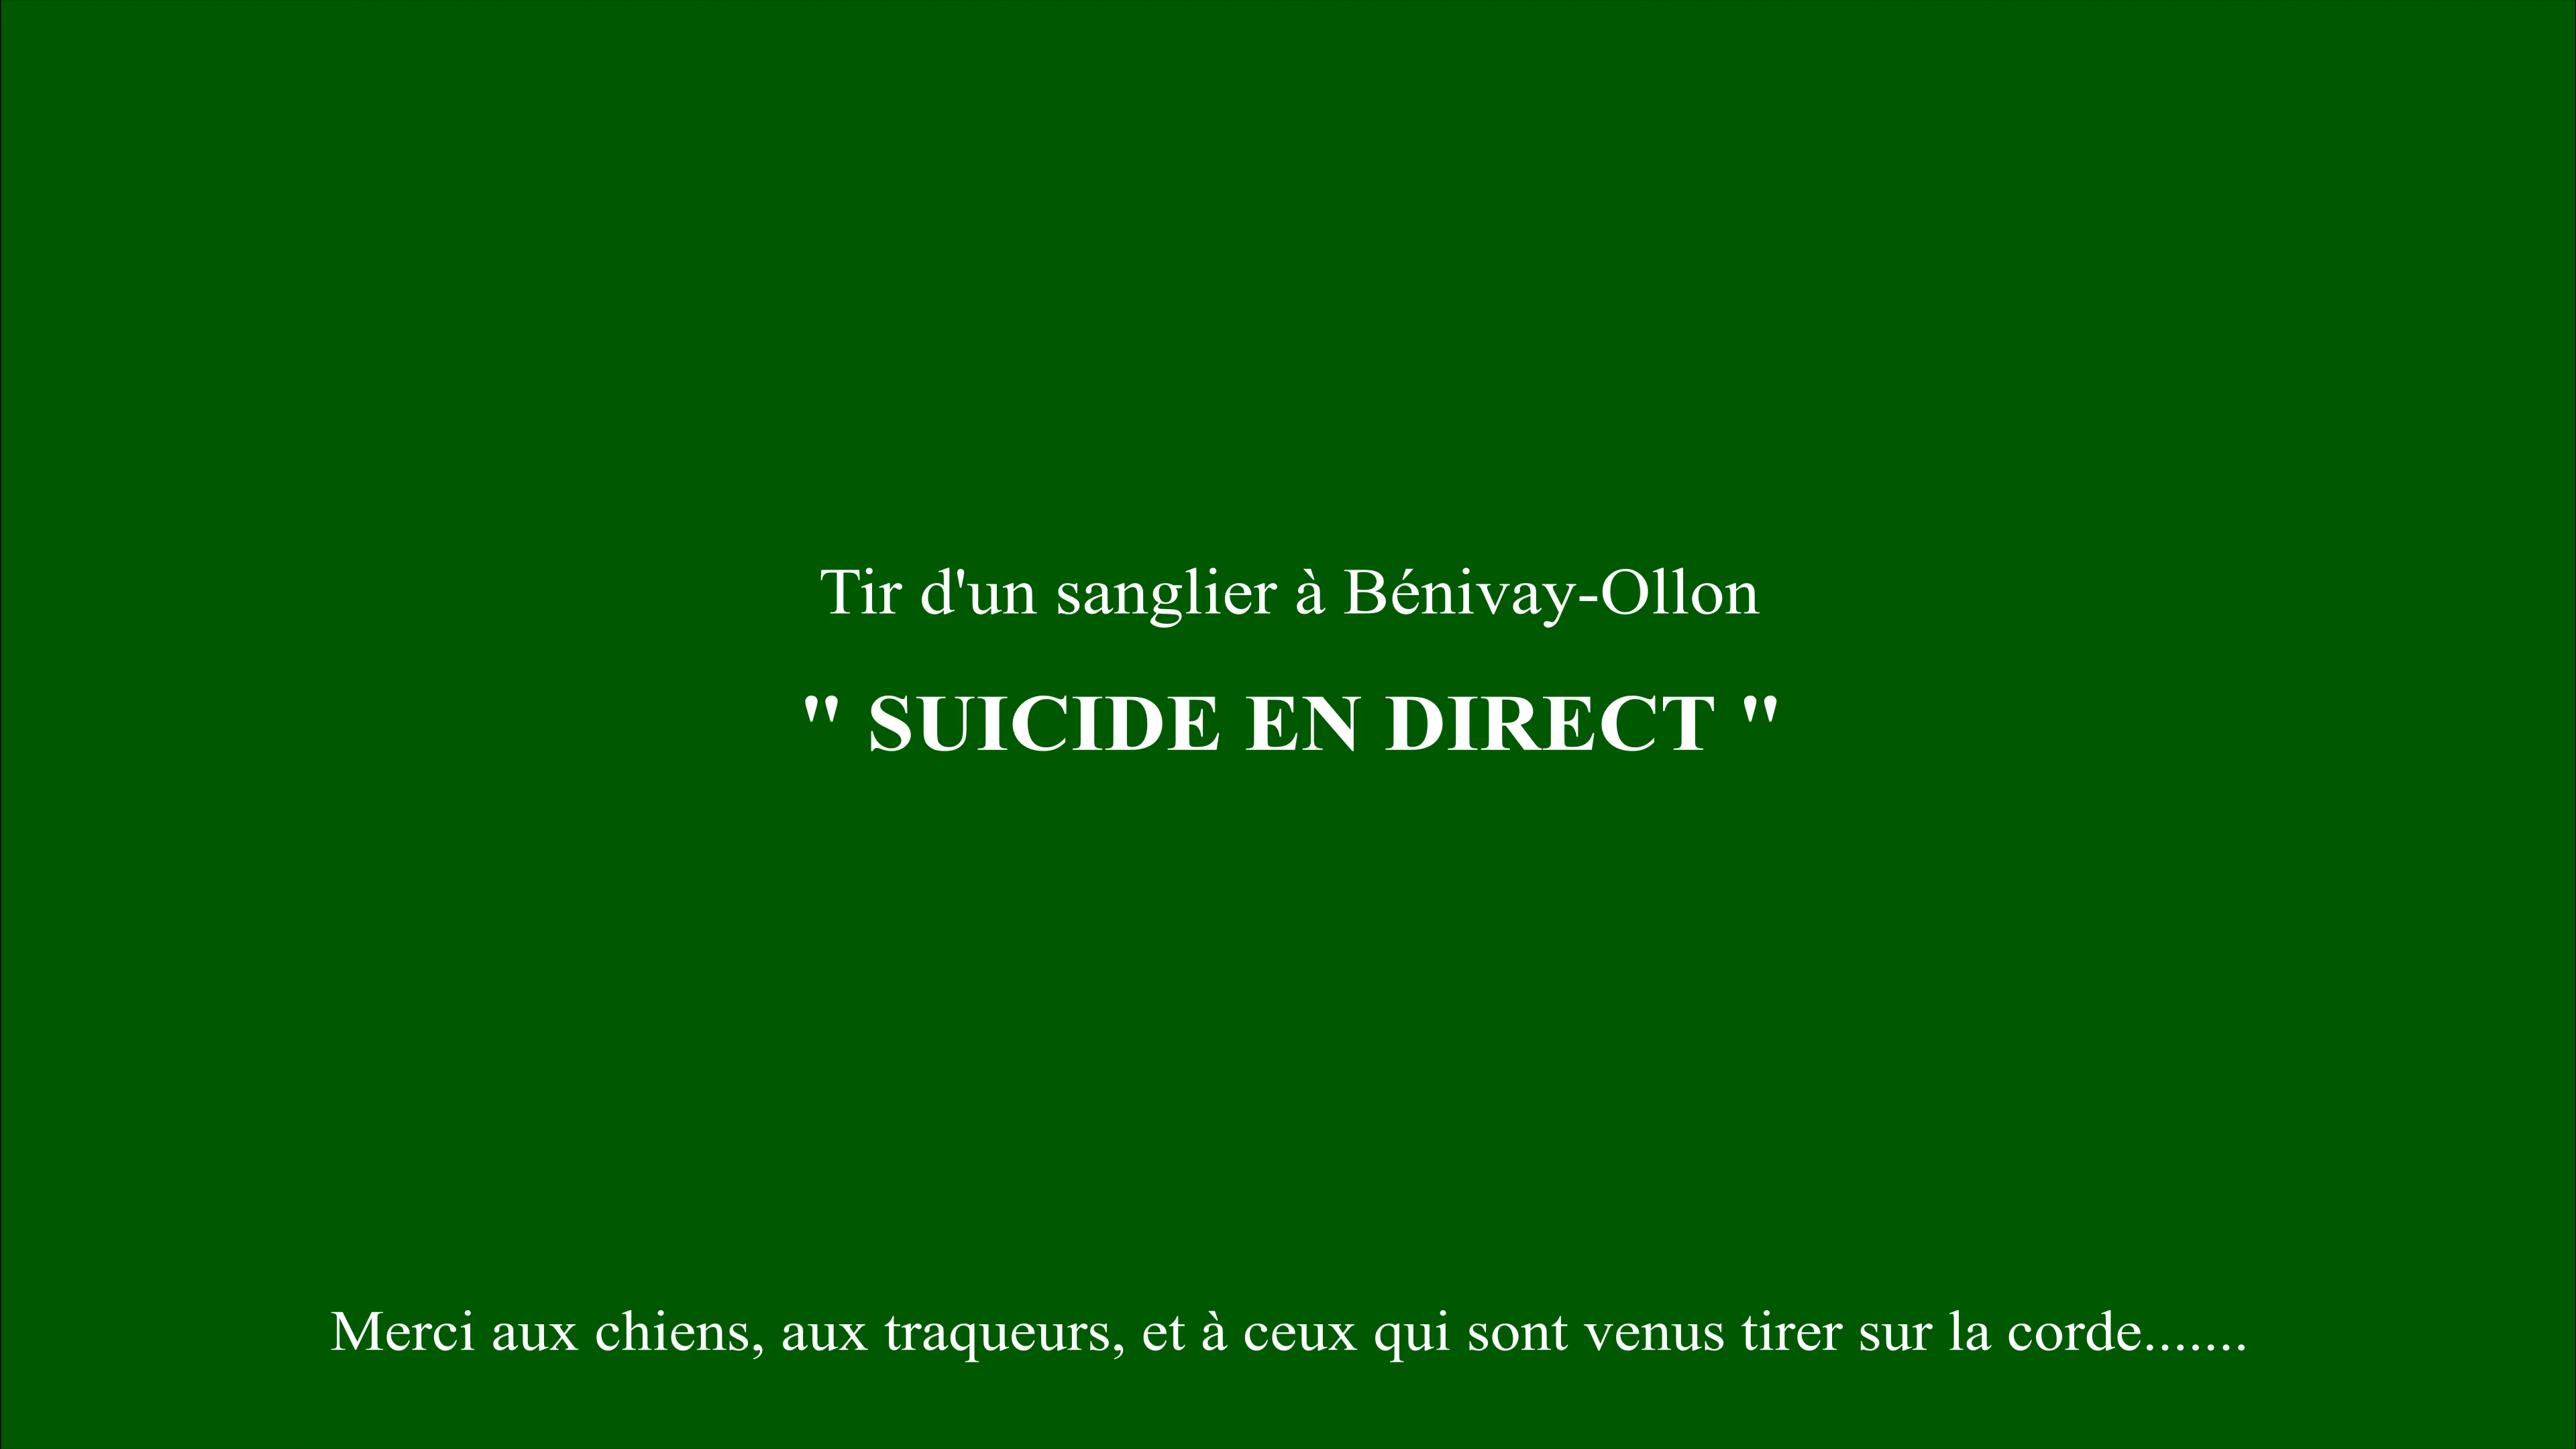 Tir d'un sanglier à Bénivay-Ollon
" SUICIDE EN DIRECT "
Merci aux chiens, aux traqueurs, et à ceux qui sont venus tirer sur la corde.......